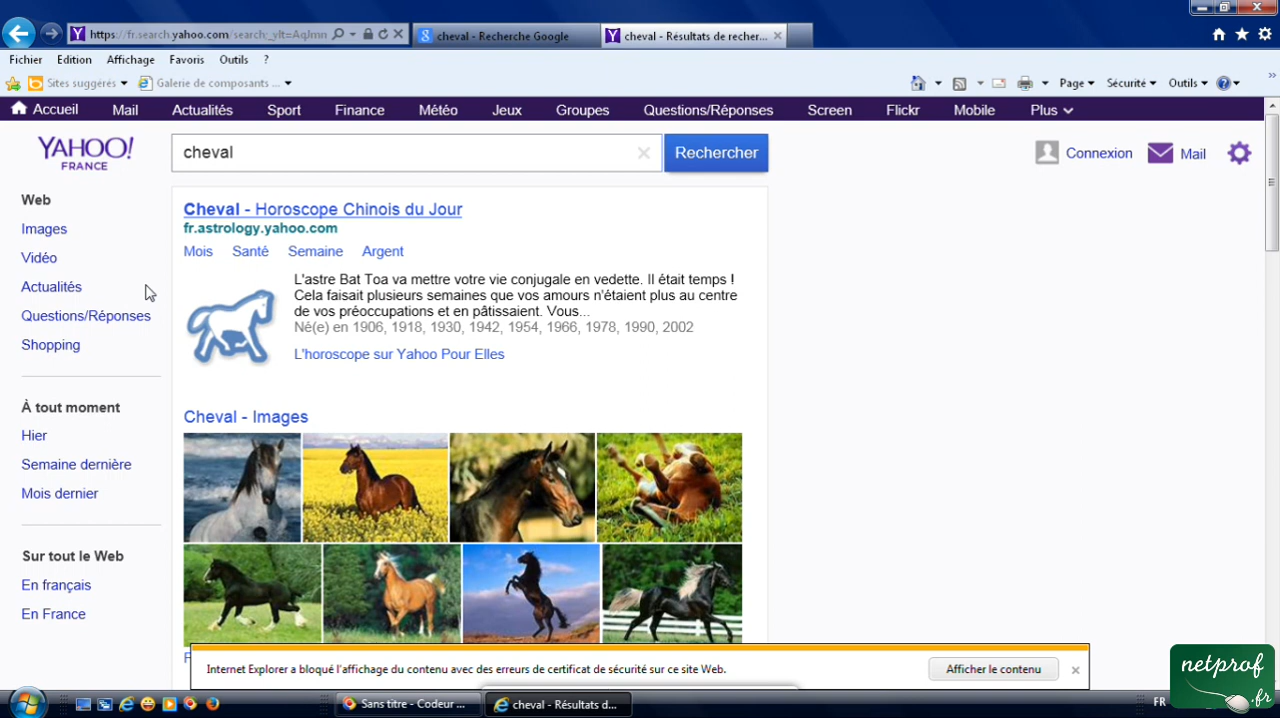 https://fr.search.yahoo.com/search;_ylt=AqImn
cheval - Recherche Google
cheval - Résultats de recher...
Fichier Edition Affichage Favoris Outils ?
Sites suggérés Galerie de composants ... Page Sécurité Outils
Accueil Mail Actualités Sport Finance Météo Jeux Groupes Questions/Réponses Screen Flickr Mobile Plus
YAHOO!
FRANCE
cheval
Rechercher
Connexion Mail
Web
Images
Vidéo
Actualités
Questions/Réponses
Shopping
À tout moment
Hier
Semaine dernière
Mois dernier
Sur tout le Web
En français
En France
Cheval - Horoscope Chinois du Jour
fr.astrology.yahoo.com
Mois Santé Semaine Argent
L'astre Bat Toa va mettre votre vie conjugale en vedette. Il était temps !
Cela faisait plusieurs semaines que vos amours n'étaient plus au centre
de vos préoccupations et en pâtissaient. Vous...
Né(e) en 1906, 1918, 1930, 1942, 1954, 1966, 1978, 1990, 2002
L'horoscope sur Yahoo Pour Elles
Cheval - Images
Internet Explorer a bloqué l'affichage du contenu avec des erreurs de certificat de sécurité sur ce site Web.
Afficher le contenu
Sans titre - Codeur ...
cheval - Résultats d...
FR
netprof
.fr